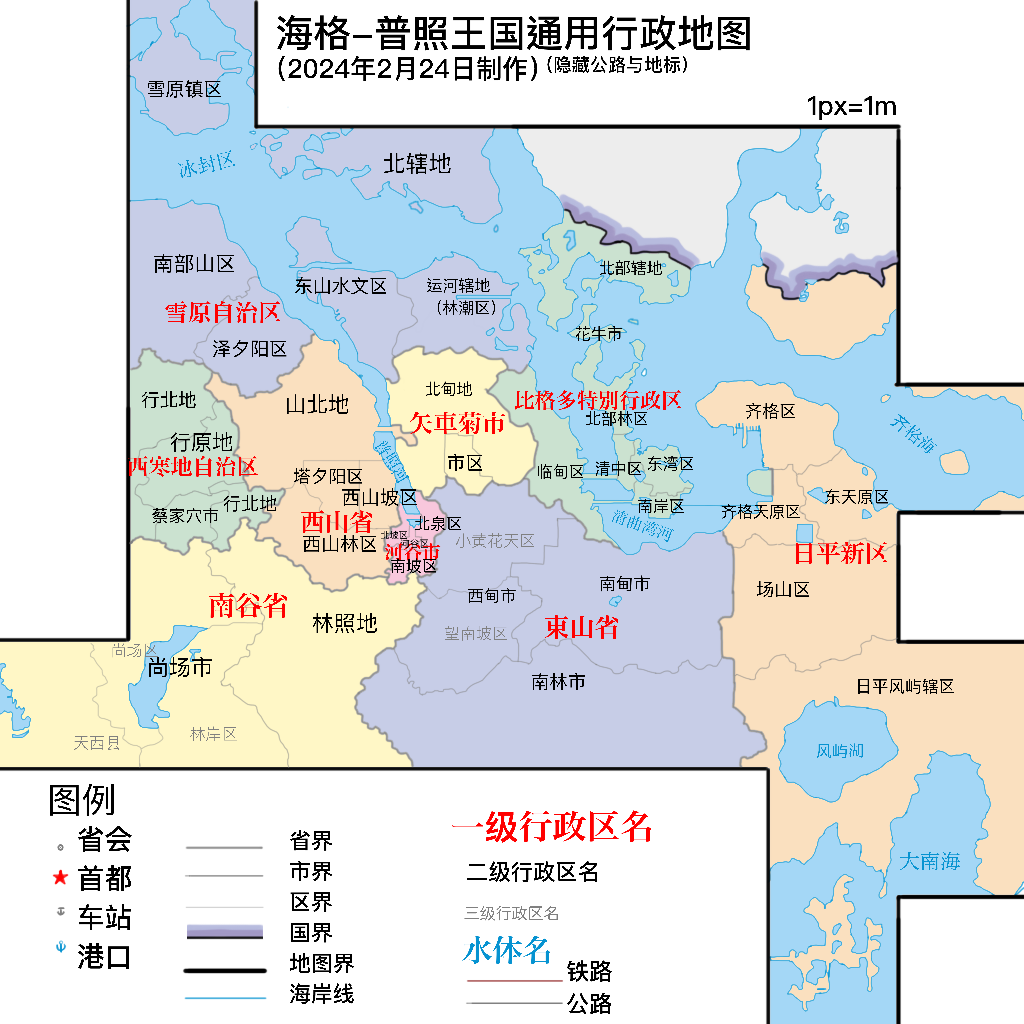 海格–普照王国通用行政地图
(2024年2月24日制作)(隐藏公路与地标)
1px=1m
雪原镇区
冰封区
北辖地
南部山区
东山水文区
运河辖地
(林潮区)
北部辖地
雪原自治区
泽夕阳区
花牛市
行北地
山北地
北甸地
比格多特别行政区
齐格区
矢車菊市
北部林区
齐格海
行原地
西寒地自治区
塔夕阳区
市区
临甸区
清中区
东湾区
西山坡区
东天原区
行北地
蔡家穴市
南岸区
齐格天原区
西山省
北泉区
西山林区
小黄花天区
河谷市
南坡区
日平新区
南甸市
场山区
西甸市
南谷省
林照地
望南坡区
東山省
尚场区
尚场市
南林市
日平风屿辖区
天西县
林岸区
风屿湖
大南海
图例
省会
首都
车站
港口
省界
市界
区界
国界
地图界
海岸线
一级行政区名
二级行政区名
三级行政区名
水体名
铁路
公路